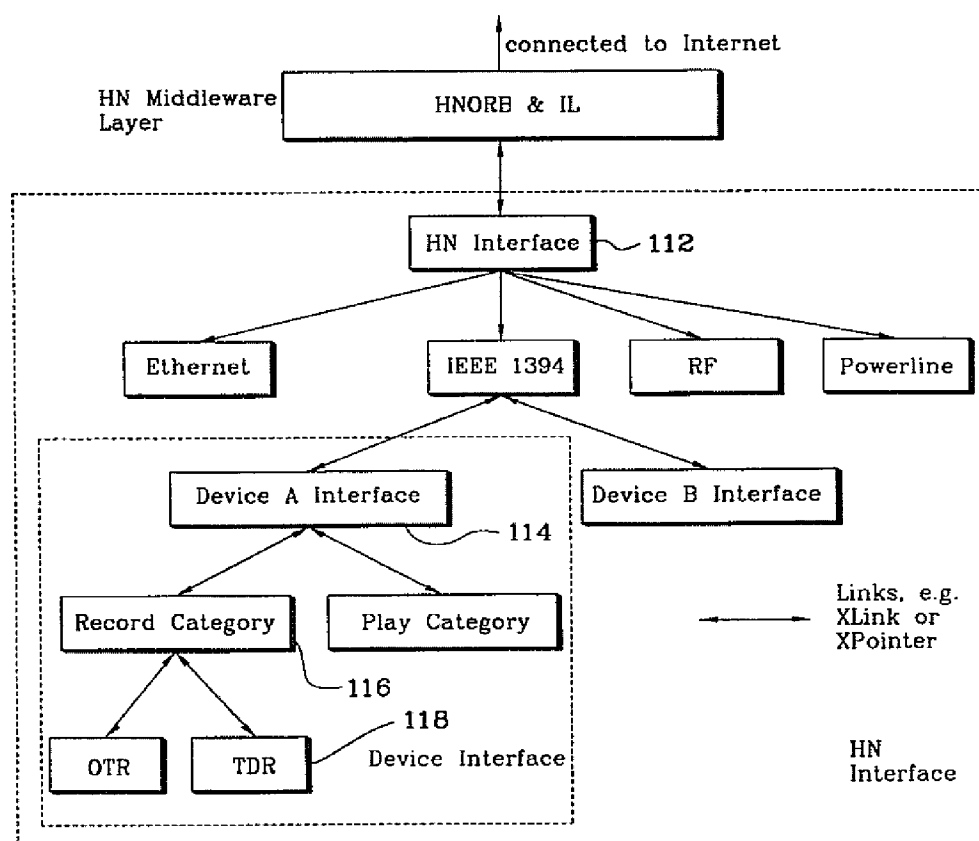 connected to Internet
HN Middleware
Layer
HNORB & IL
HN Interface
112
Ethernet
IEEE 1394
RF
Powerline
Device A Interface
Device B Interface
114
Record Category
Play Category
Links, e.g.
XLink or
XPointer
116
118
OTR
TDR
Device Interface
HN
Interface